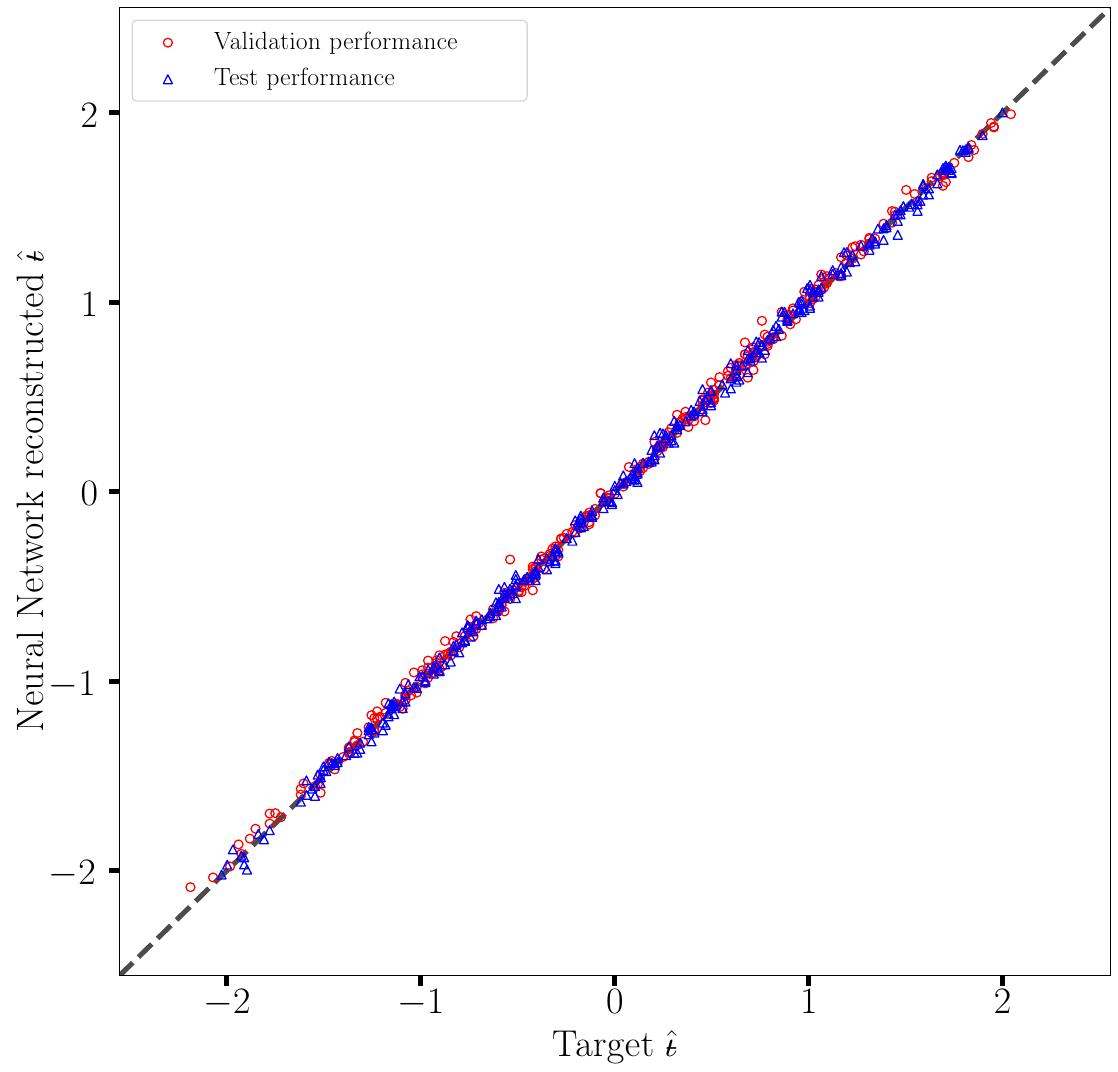 Validation performance
Test performance
2
1
0
−1
−2
Neural Network reconstructed 𝓉̂
−2
−1
0
1
2
Target 𝓉̂